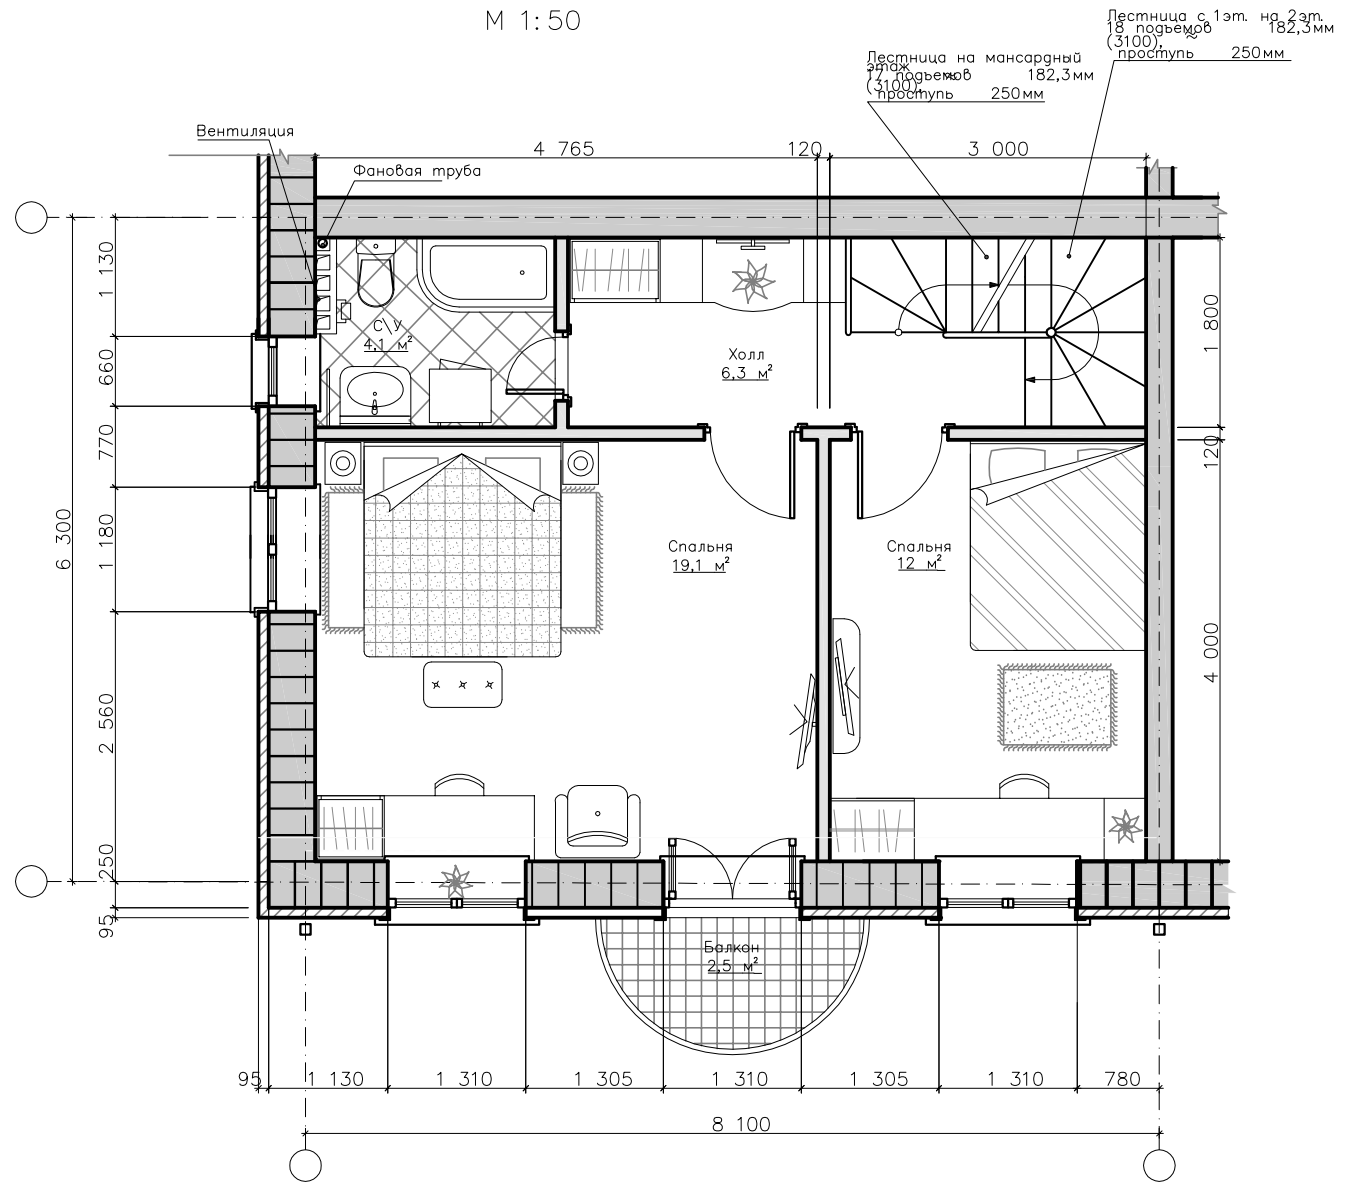 М 1:50
Лестница с 1эт. на 2эт.
18 подъемов ≈ 182,3мм
(3100),
проступь 250мм
Лестница на мансардный
этаж
17 подъемов ≈ 182,3мм
(3100),
проступь 250мм
Вентиляция
Фановая труба
4 765
120
3 000
1 130
660
770
1 180
2 560
250
95
6 300
1 800
120
4 000
С\У
4,1 м²
Холл
6,3 м²
Спальня
19,1 м²
Спальня
12 м²
Балкон
2,5 м²
95
1 130
1 310
1 305
1 310
1 305
1 310
780
8 100